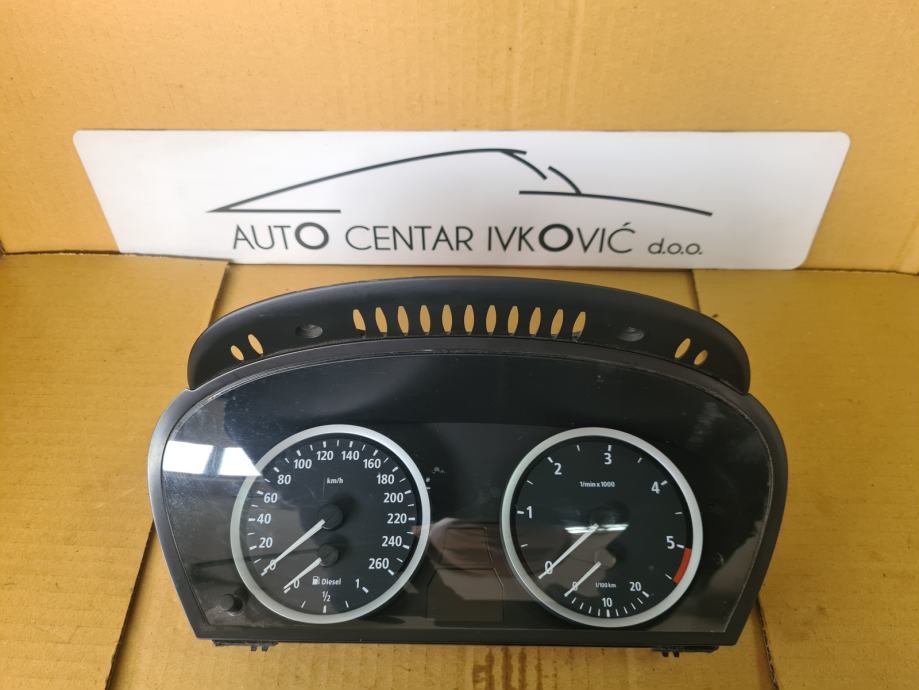 AUTO CENTAR IVKOVIĆ d.o.o.
0 20 40 60 80 100 120 140 160 180 200 220 240 260
km/h
0 1/2 1
Diesel
0 1 2 3 4 5
1/min x 1000
0 10 20
l/100km